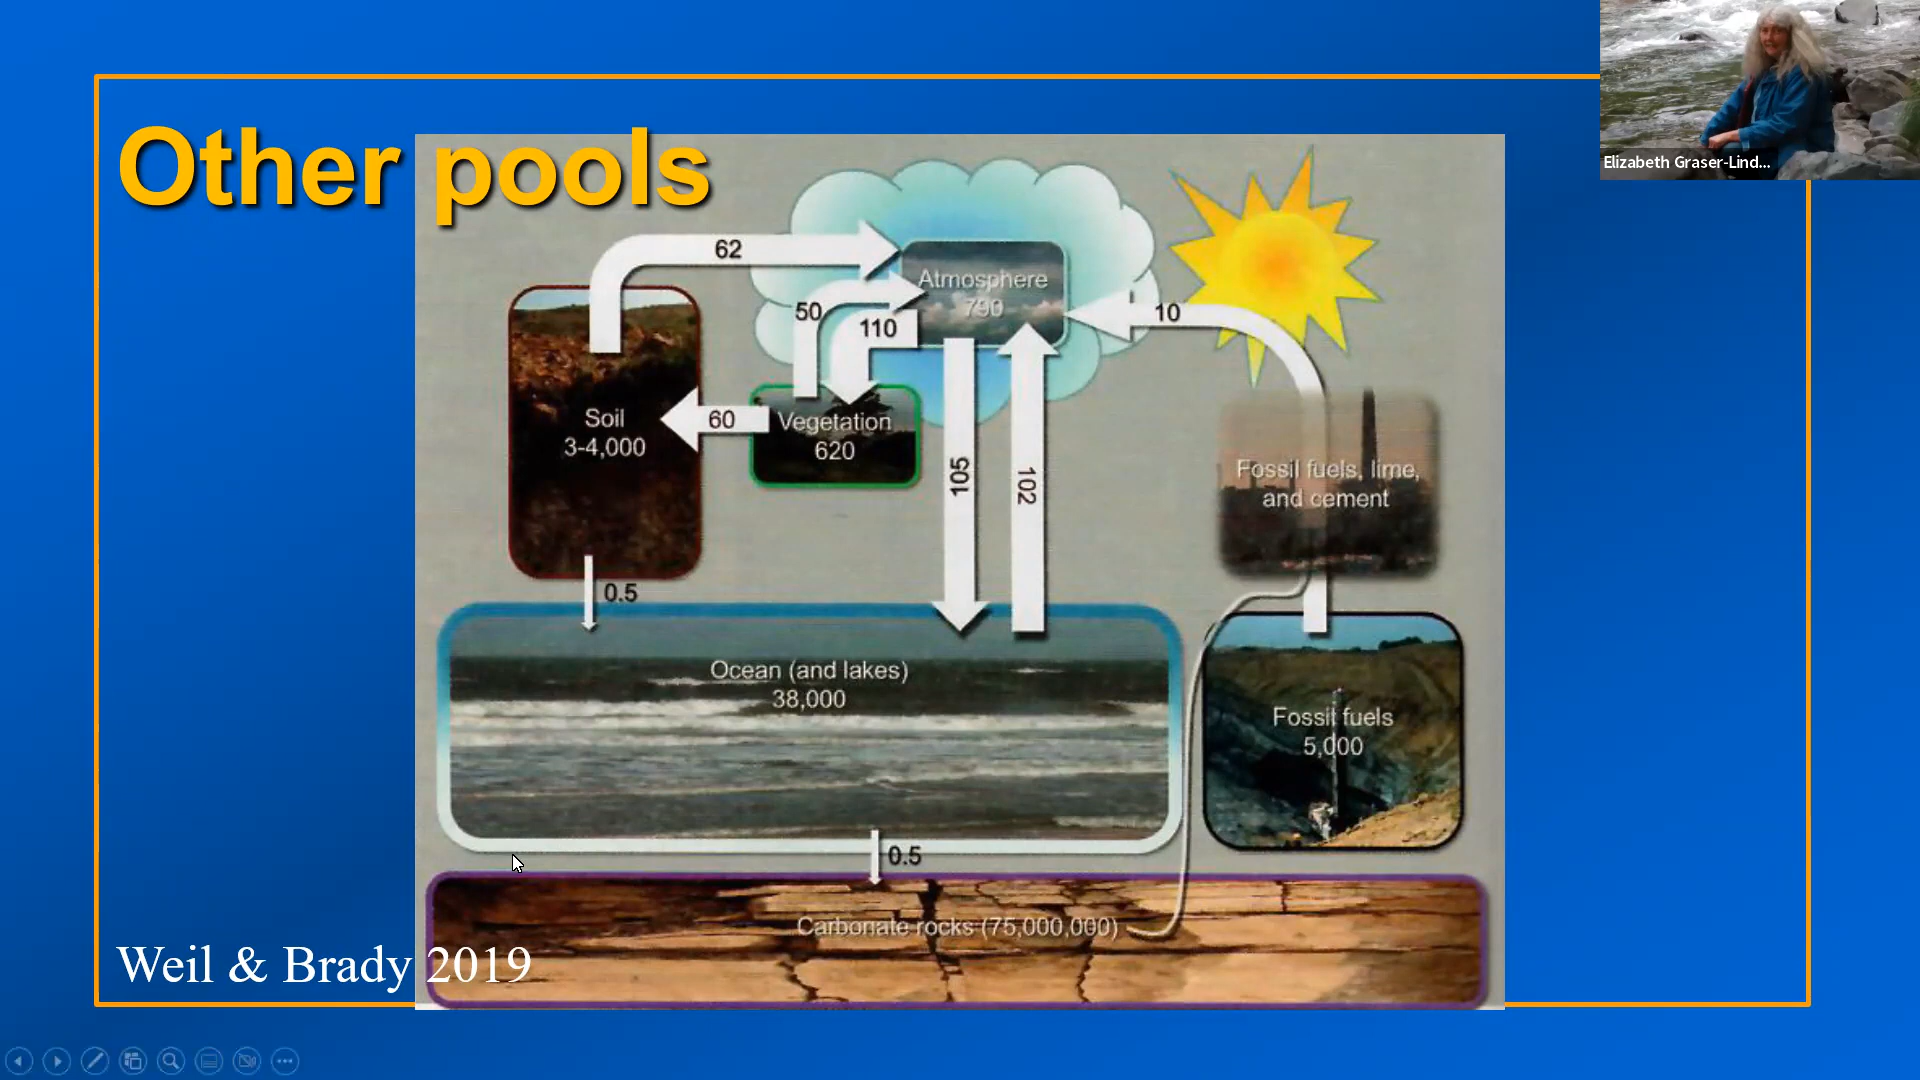 Elizabeth Graser-Lind...
Other pools
62
Atmosphere
790
50
110
10
Soil
3-4,000
60
Vegetation
620
105
102
Fossil fuels, lime,
and cement
0.5
Ocean (and lakes)
38,000
Fossil fuels
5,000
0.5
Carbonate rocks (75,000,000)
Weil & Brady 2019